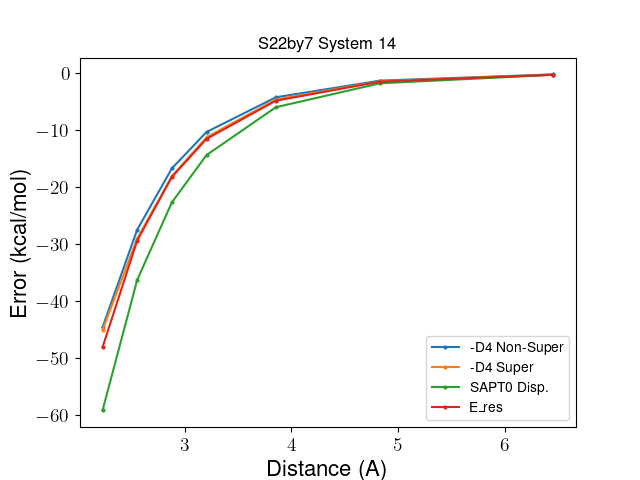 S22by7 System 14
Error (kcal/mol)
0
−10
−20
−30
−40
−50
−60
-D4 Non-Super
-D4 Super
SAPT0 Disp.
E_res
3
4
5
6
Distance (A)